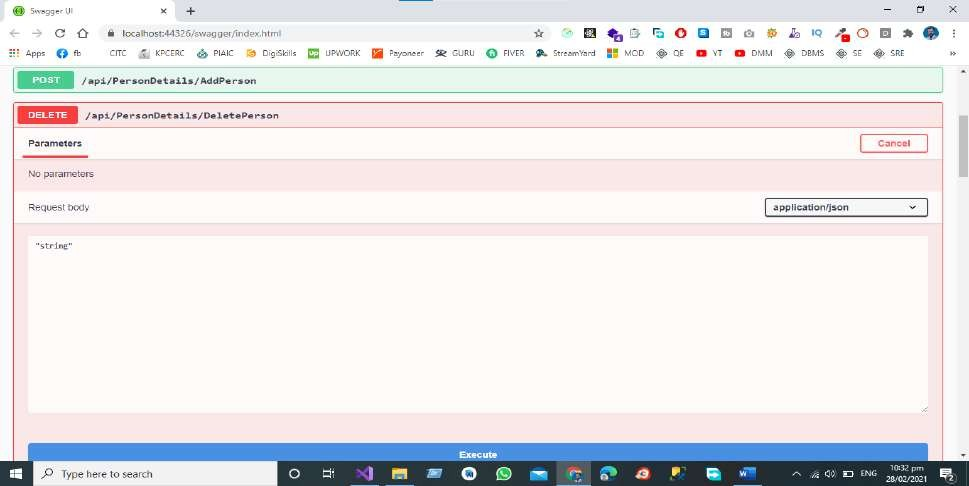 Swagger UI
localhost:44326/swagger/index.html
Apps fb CITC KPCERC PIAIC DigiSkills UPWORK Payoneer GURU FIVER StreamYard MOD QE YT DMM DBMS SE SRE
POST /api/PersonDetails/AddPerson
DELETE /api/PersonDetails/DeletePerson
Parameters
Cancel
No parameters
Request body
application/json
"string"
Execute
Type here to search
ENG
10:32 pm
28/02/2021